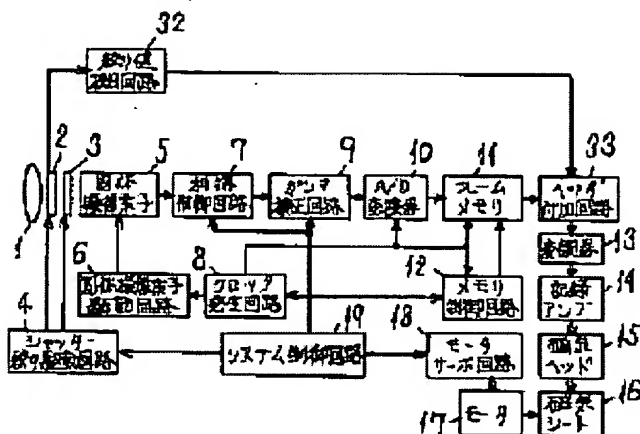 32
絞り値
検出回路
2
3
5
7
9
10
11
33
1
固体
撮像素子
利得
制御回路
ガンマ
補正回路
A/D
変換器
フレーム
メモリ
ヘッダ
付加回路
13
変調器
6
8
12
14
固体撮像素子
駆動回路
クロック
発生回路
メモリ
制御回路
記録
アンプ
4
19
18
15
シャッター
絞り駆動回路
システム制御回路
モータ
サーボ回路
磁気
ヘッド
16
17
モータ
磁気
シート